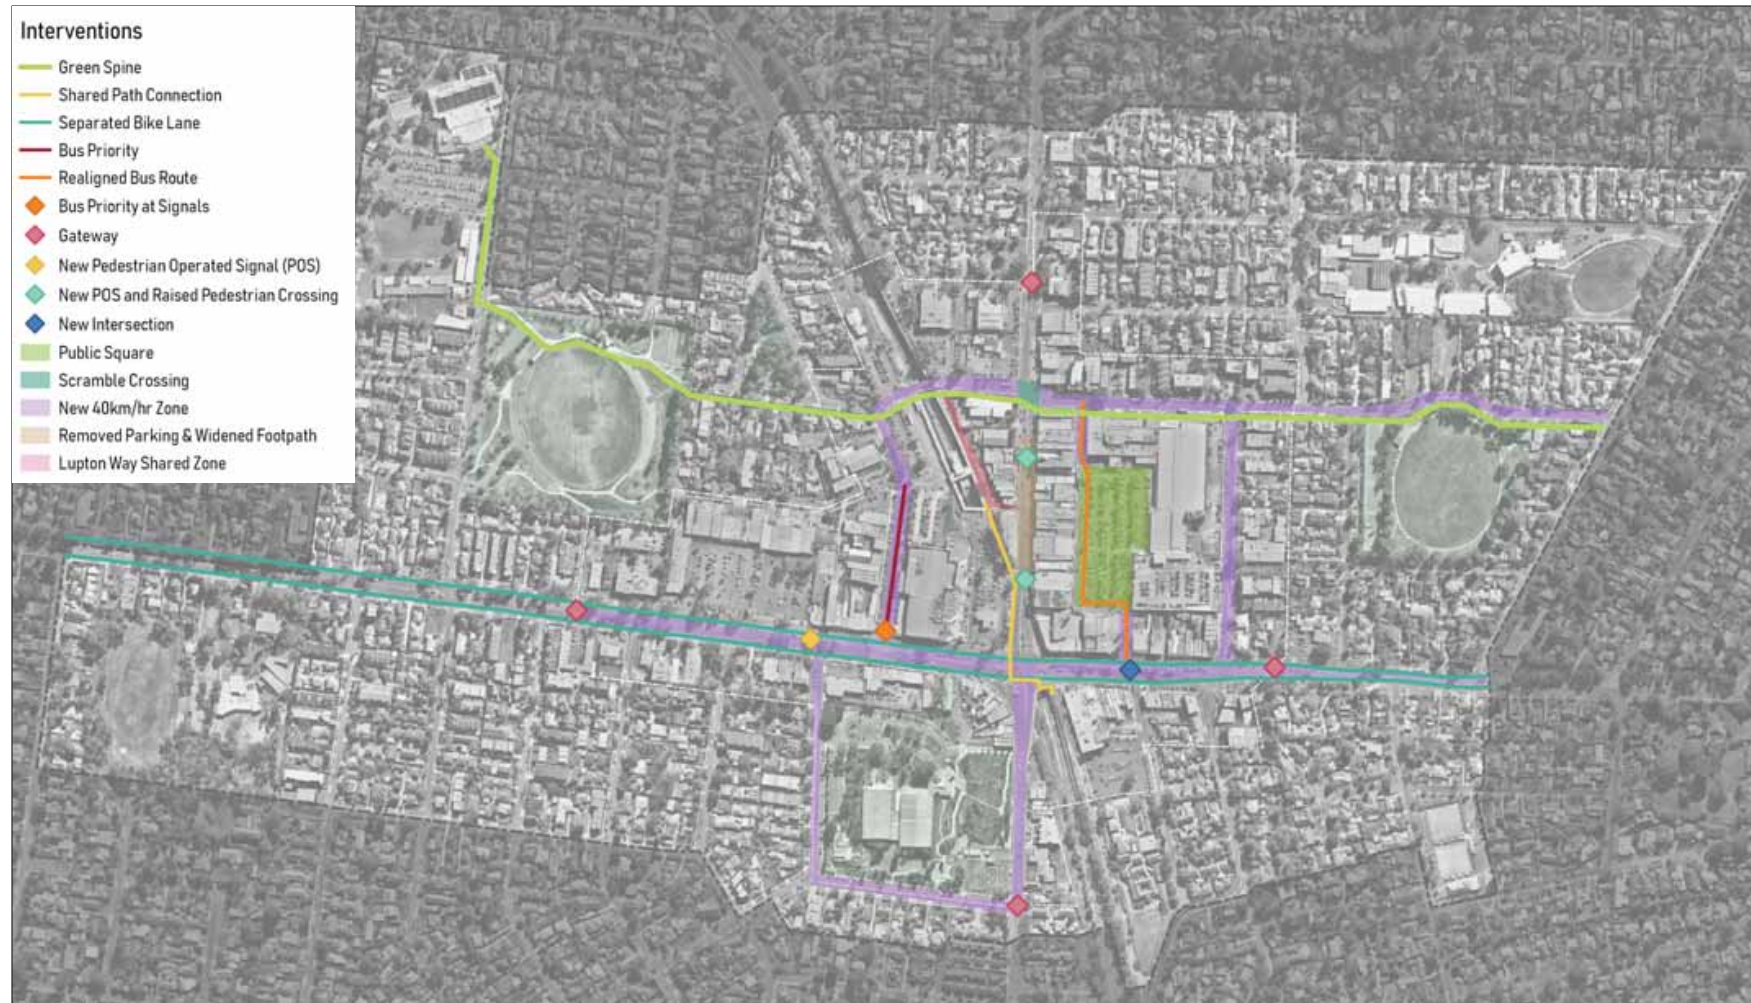 Interventions
Green Spine
Shared Path Connection
Separated Bike Lane
Bus Priority
Realigned Bus Route
Bus Priority at Signals
Gateway
New Pedestrian Operated Signal (POS)
New POS and Raised Pedestrian Crossing
New Intersection
Public Square
Scramble Crossing
New 40km/hr Zone
Removed Parking & Widened Footpath
Lupton Way Shared Zone